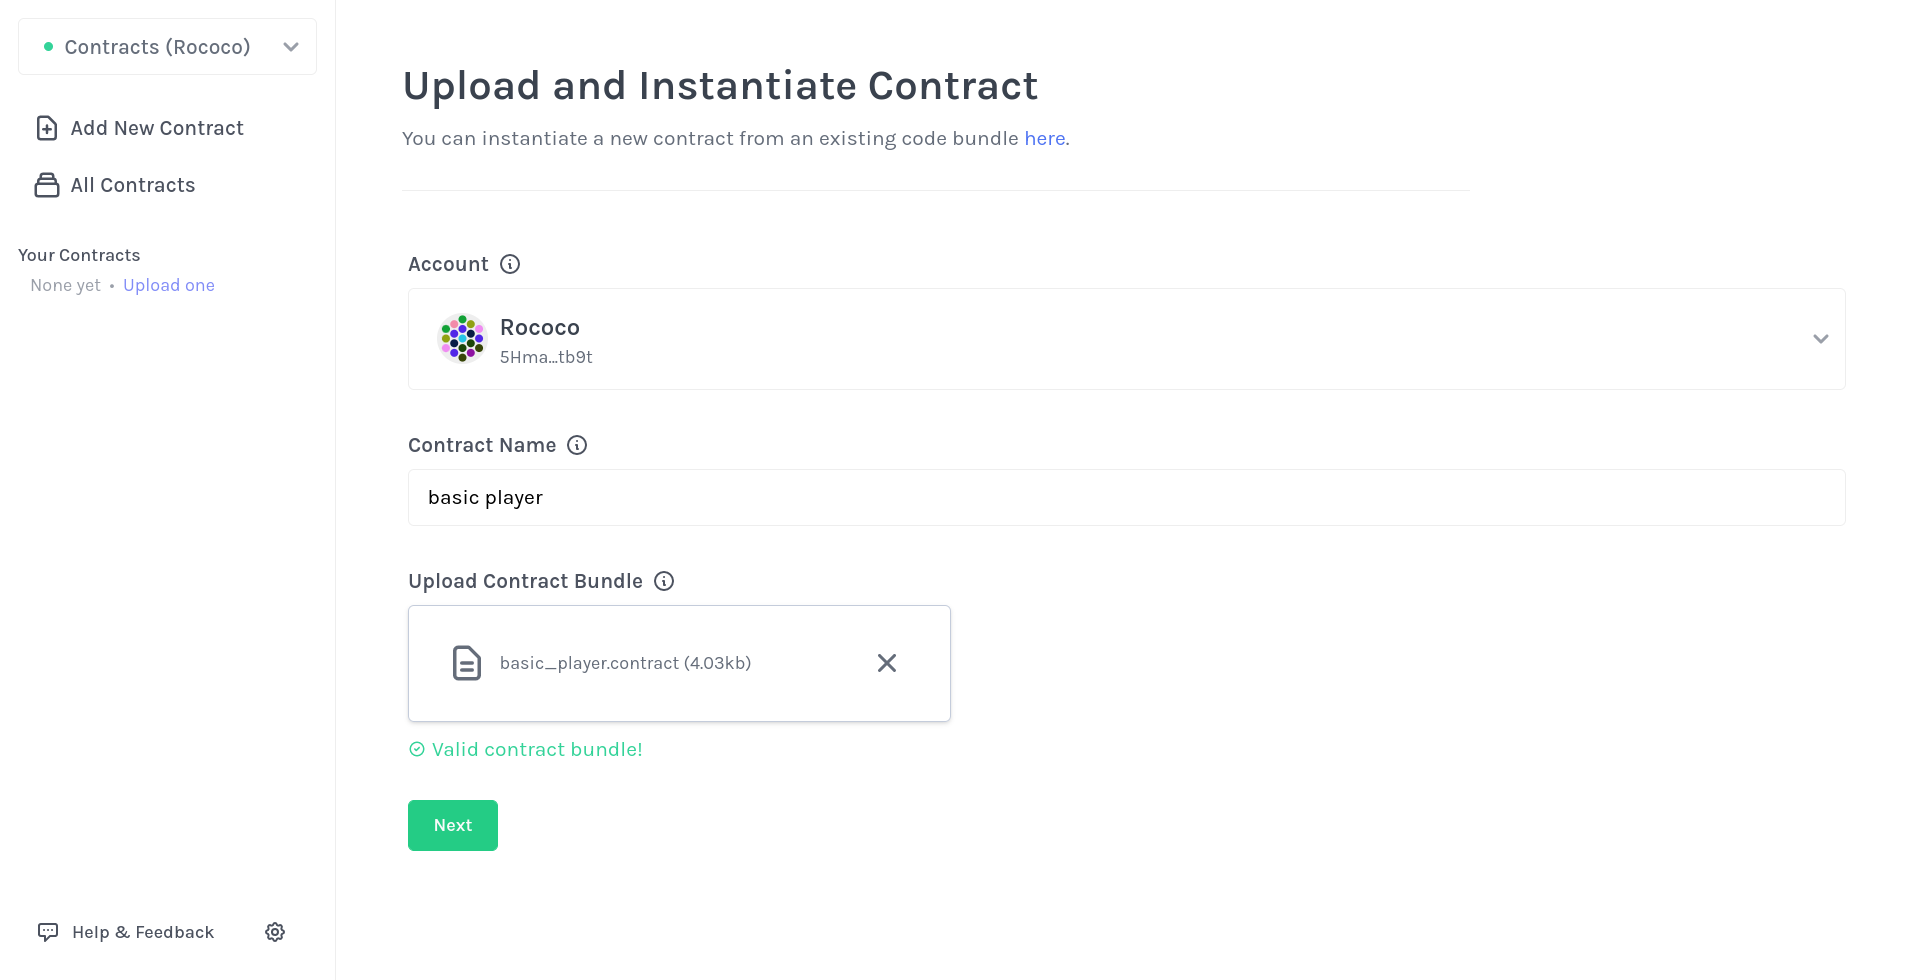 Contracts (Rococo)
Add New Contract
All Contracts
Your Contracts
None yet • Upload one
Help & Feedback
Upload and Instantiate Contract
You can instantiate a new contract from an existing code bundle here.
Account
Rococo
5Hma...tb9t
Contract Name
basic player
Upload Contract Bundle
basic_player.contract (4.03kb)
Valid contract bundle!
Next